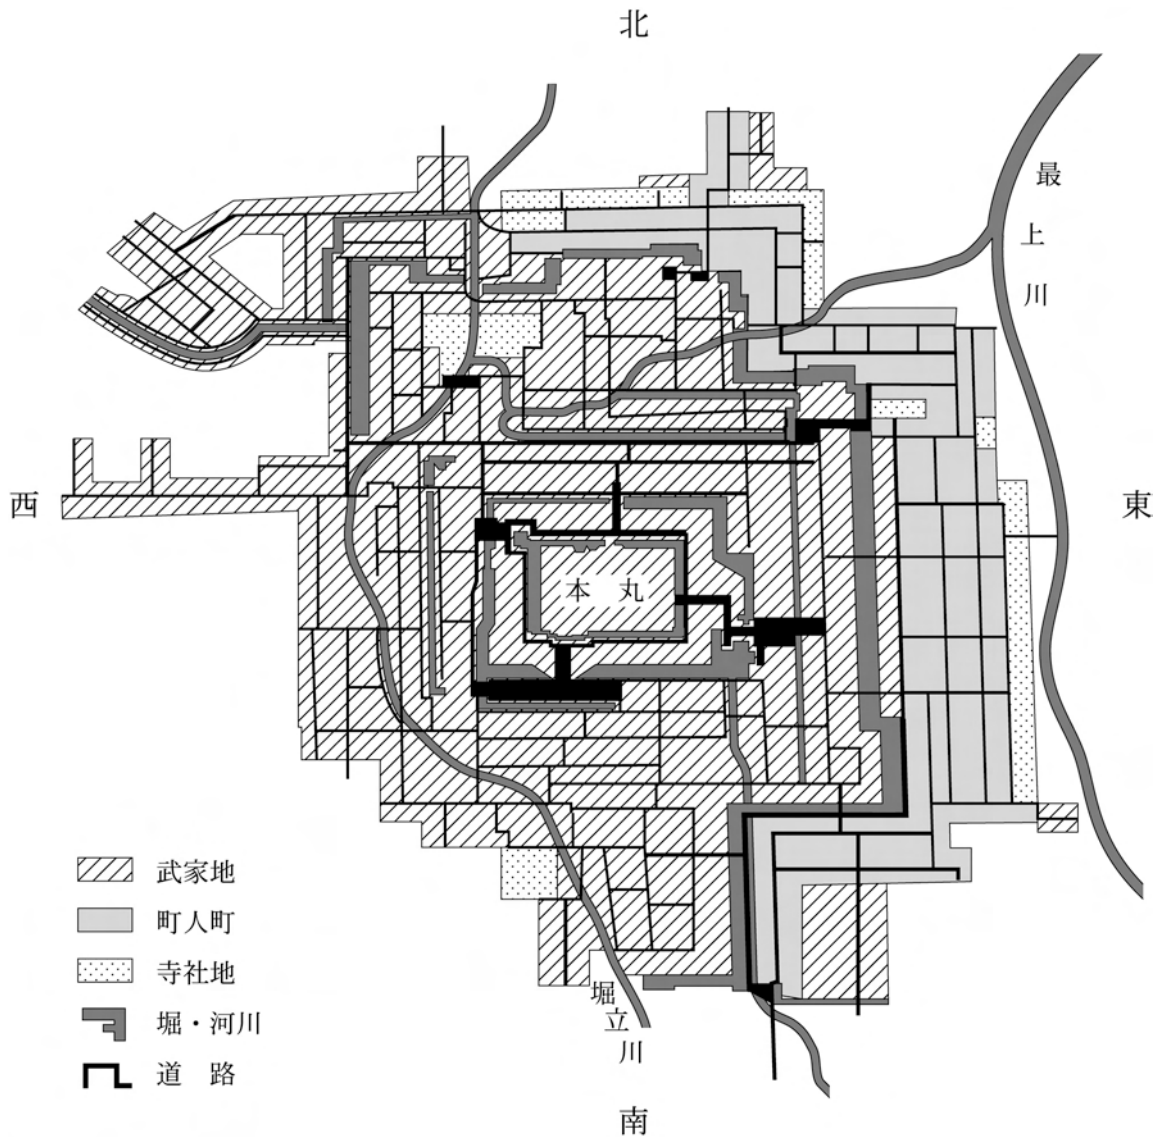 北
最上川
西
東
本丸
武家地
町人町
寺社地
堀・河川
道路
堀立川
南